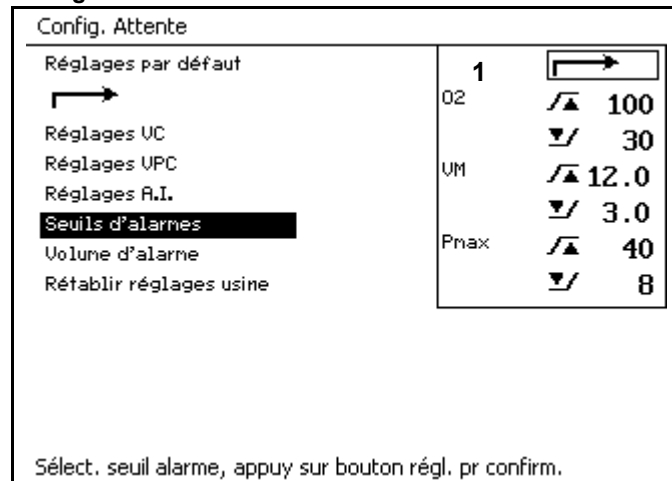 Config. Attente
Réglages par défaut
Réglages VC
Réglages VPC
Réglages A.I.
Seuils d'alarmes
Volume d'alarme
Rétablir réglages usine
1
O2 100
30
VM 12.0
3.0
Pmax 40
8
Sélect. seuil alarme, appuy sur bouton régl. pr confirm.